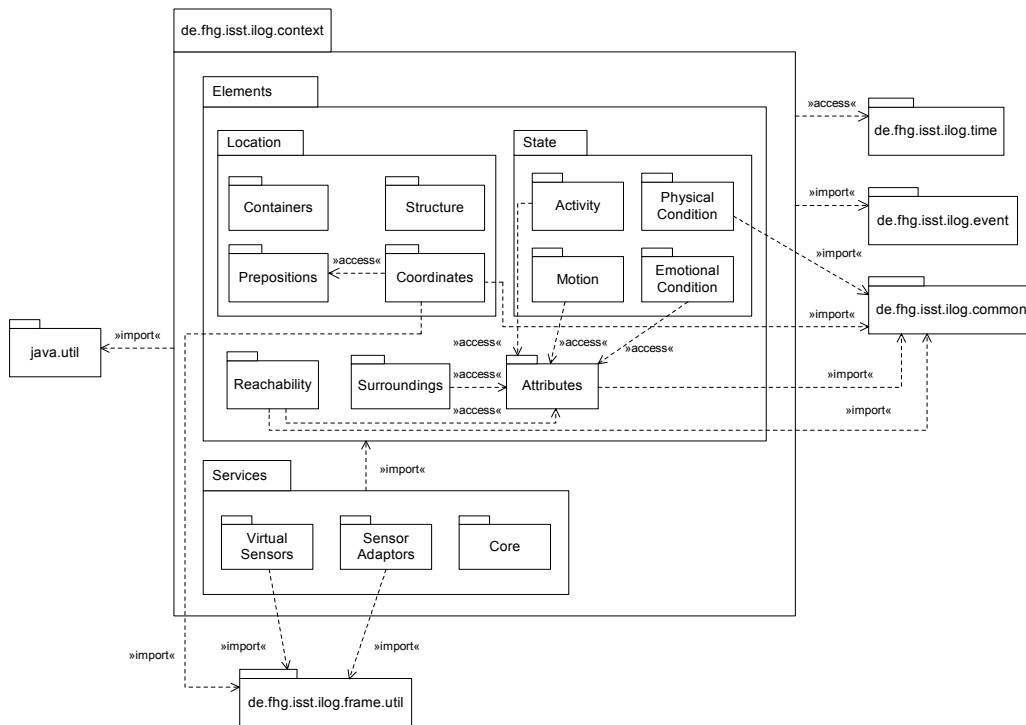 de.fhg.isst.ilog.context
Elements
Location
State
»access«
de.fhg.isst.ilog.time
Containers
Structure
Activity
Physical
Condition
»import«
de.fhg.isst.ilog.event
Prepositions
»access«
Coordinates
Motion
Emotional
Condition
»import«
de.fhg.isst.ilog.common
»import«
java.util
»import«
»access«
»access«
»access«
Reachability
Surroundings
»access«
Attributes
»import«
»access«
»import«
»import«
Services
Virtual
Sensors
Sensor
Adaptors
Core
»import«
»import«
»import«
de.fhg.isst.ilog.frame.util